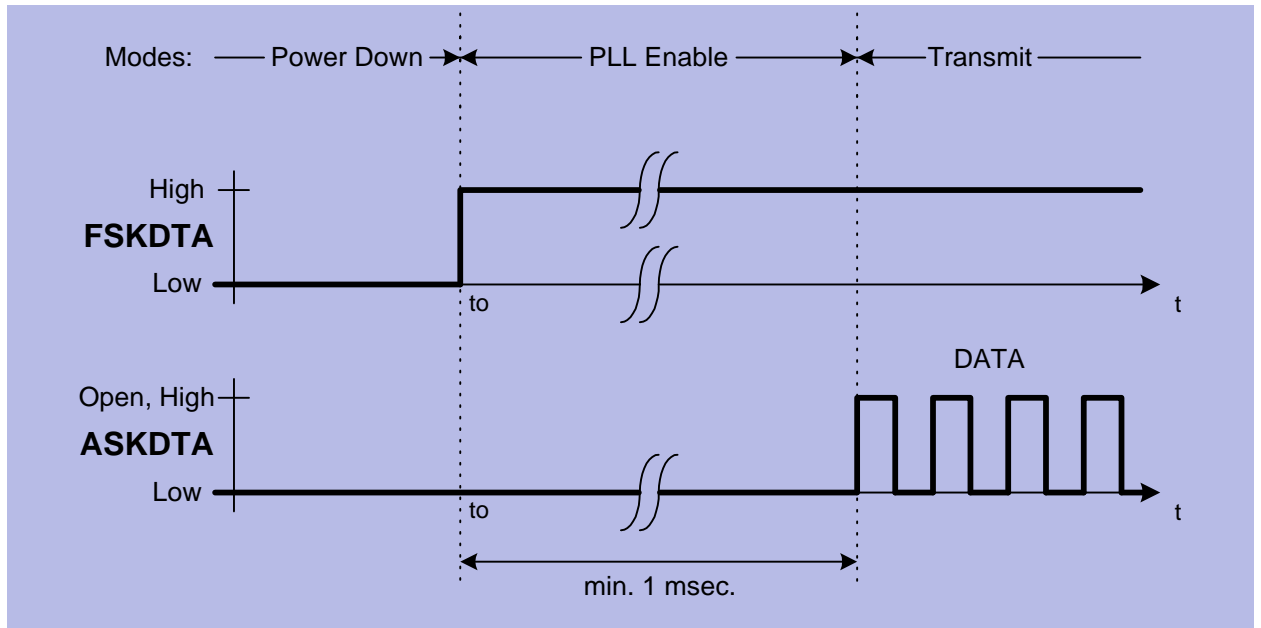 Modes: Power Down PLL Enable Transmit
High
FSKDTA
Low
to
t
DATA
Open, High
ASKDTA
Low
to
t
min. 1 msec.